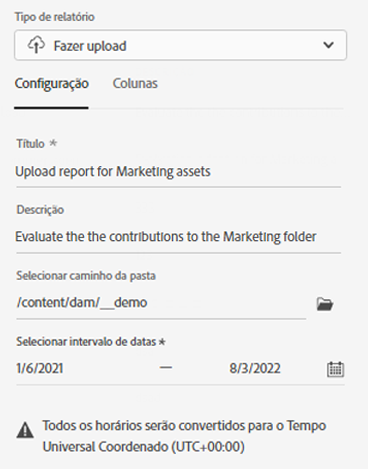 Tipo de relatório
Fazer upload
Configuração Colunas
Título *
Upload report for Marketing assets
Descrição
Evaluate the the contributions to the Marketing folder
Selecionar caminho da pasta
/content/dam/__demo
Selecionar intervalo de datas *
1/6/2021 — 8/3/2022
Todos os horários serão convertidos para o Tempo
Universal Coordenado (UTC+00:00)